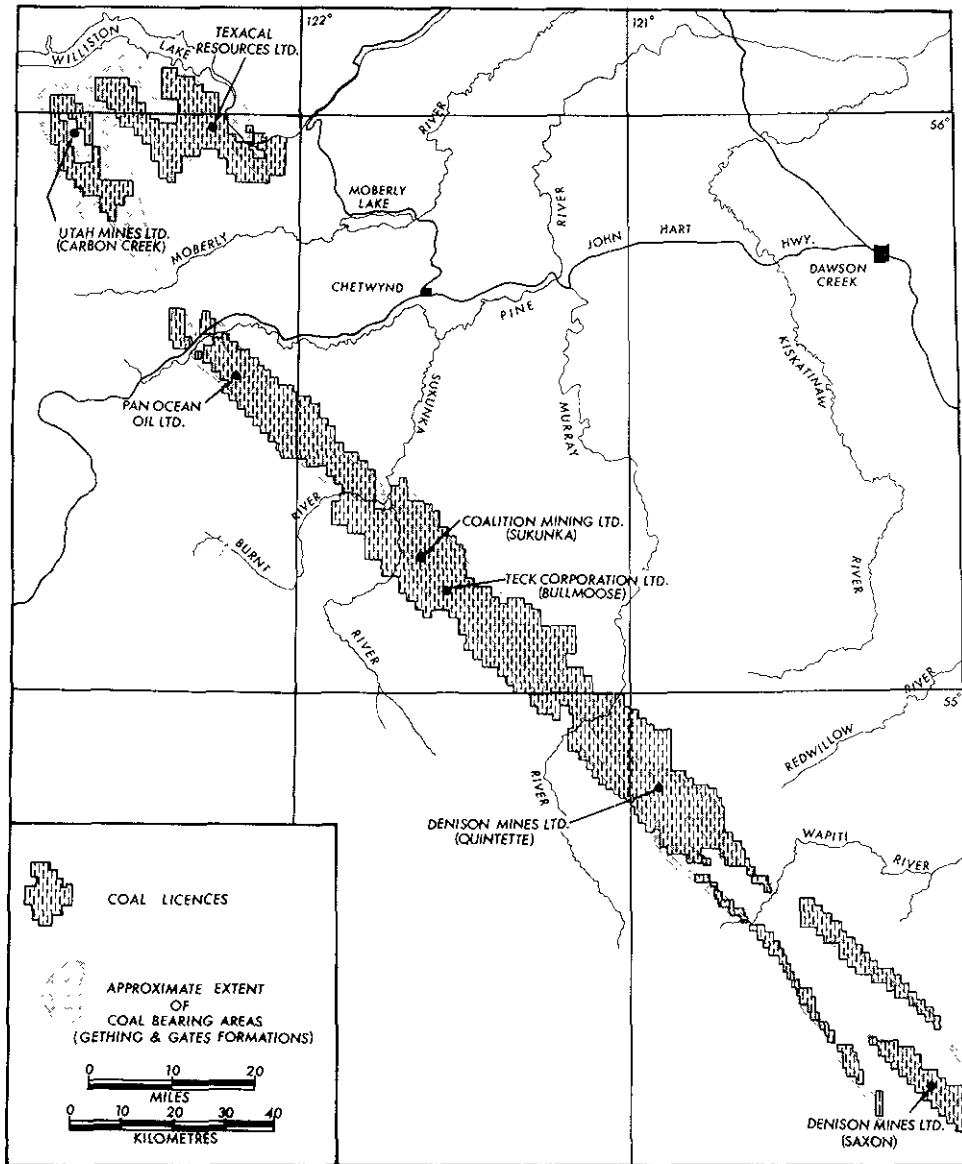 122°
121°
TEXACAL
RESOURCES LTD.
WILLISTON
LAKE
RIVER
56°
RIVER
MOBERLY
LAKE
UTAH MINES LTD.
(CARBON CREEK)
MOBERLY
JOHN
HART
HWY.
DAWSON
CREEK
CHETWYND
PINE
KISKATINAW
SUKUNKA
PAN OCEAN
OIL LTD.
MURRAY
RIVER
BURNT
COALITION MINING LTD.
(SUKUNKA)
TECK CORPORATION LTD.
(BULLMOOSE)
RIVER
RIVER
RIVER
55°
REDWILLOW
RIVER
DENISON MINES LTD.
(QUINTETTE)
WAPITI
RIVER
COAL LICENCES
APPROXIMATE EXTENT
OF
COAL BEARING AREAS
(GETHING & GATES FORMATIONS)
0 10 20
MILES
0 10 20 30 40
KILOMETRES
DENISON MINES LTD.
(SAXON)